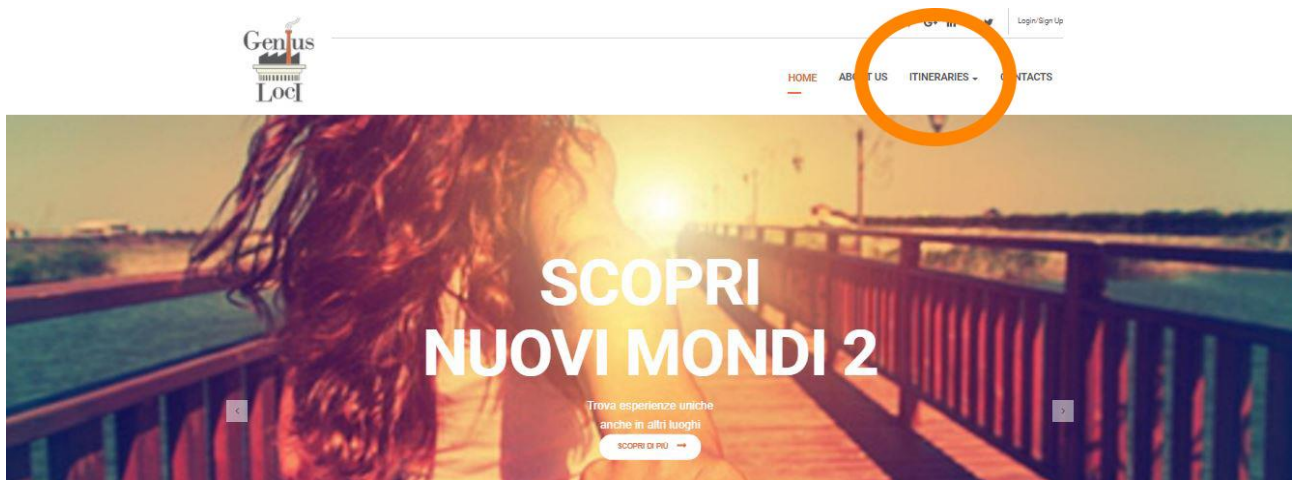 Genius
Loci
G+ in
Login/Sign Up
HOME ABOUT US ITINERARIES CONTACTS
SCOPRI
NUOVI MONDI 2
Trova esperienze uniche
anche in altri luoghi
SCOPRI DI PIÙ